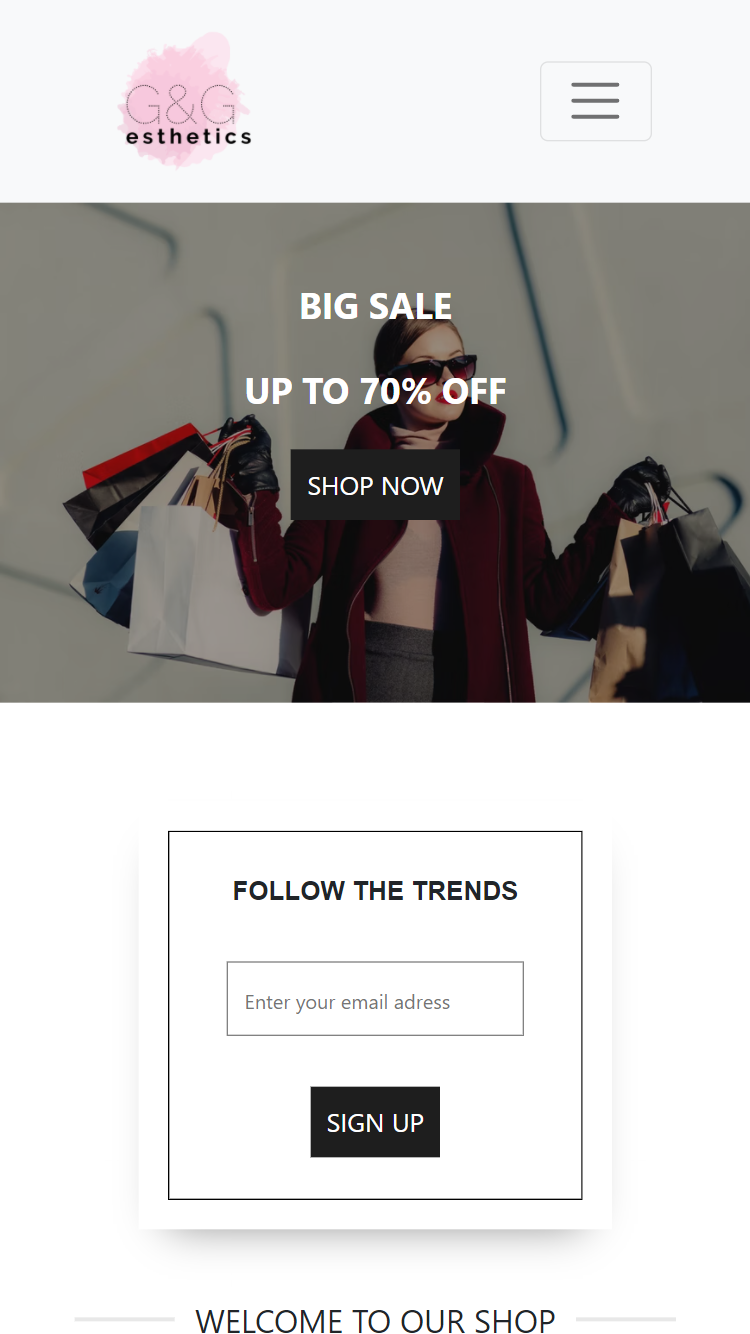 G&G
esthetics
BIG SALE
UP TO 70% OFF
SHOP NOW
FOLLOW THE TRENDS
Enter your email adress
SIGN UP
WELCOME TO OUR SHOP